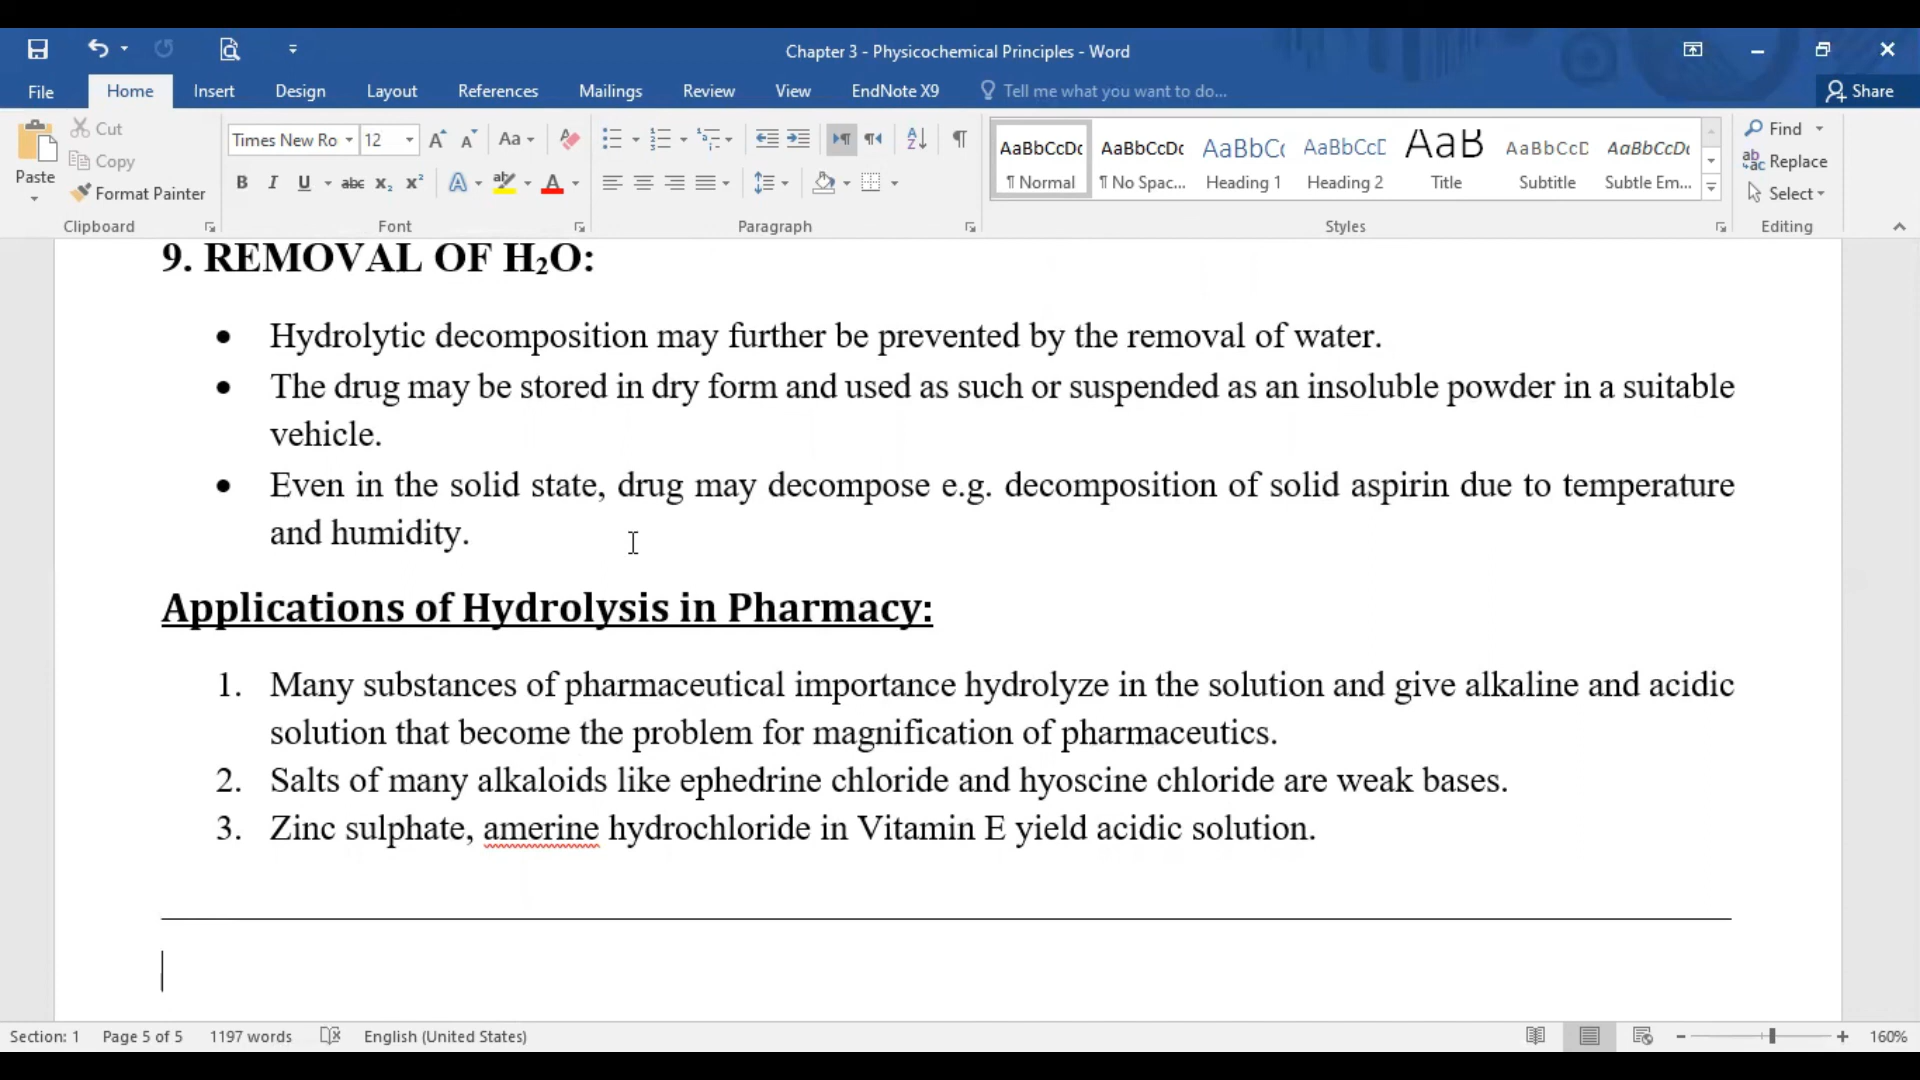 Chapter 3 - Physicochemical Principles - Word
File Home Insert Design Layout References Mailings Review View EndNote X9 Tell me what you want to do... Share
Paste
Cut
Copy
Format Painter
Clipboard
Times New Ro 12
Font
Paragraph
AaBbCcDc AaBbCcDc AaBbCc AaBbCcD AaB AaBbCcD AaBbCcDc
¶ Normal ¶ No Spac... Heading 1 Heading 2 Title Subtitle Subtle Em...
Styles
Find
Replace
Select
Editing
9. REMOVAL OF H₂O:
• Hydrolytic decomposition may further be prevented by the removal of water.
• The drug may be stored in dry form and used as such or suspended as an insoluble powder in a suitable
vehicle.
• Even in the solid state, drug may decompose e.g. decomposition of solid aspirin due to temperature
and humidity.
Applications of Hydrolysis in Pharmacy:
1. Many substances of pharmaceutical importance hydrolyze in the solution and give alkaline and acidic
solution that become the problem for magnification of pharmaceutics.
2. Salts of many alkaloids like ephedrine chloride and hyoscine chloride are weak bases.
3. Zinc sulphate, amerine hydrochloride in Vitamin E yield acidic solution.
Section: 1 Page 5 of 5 1197 words English (United States) 160%